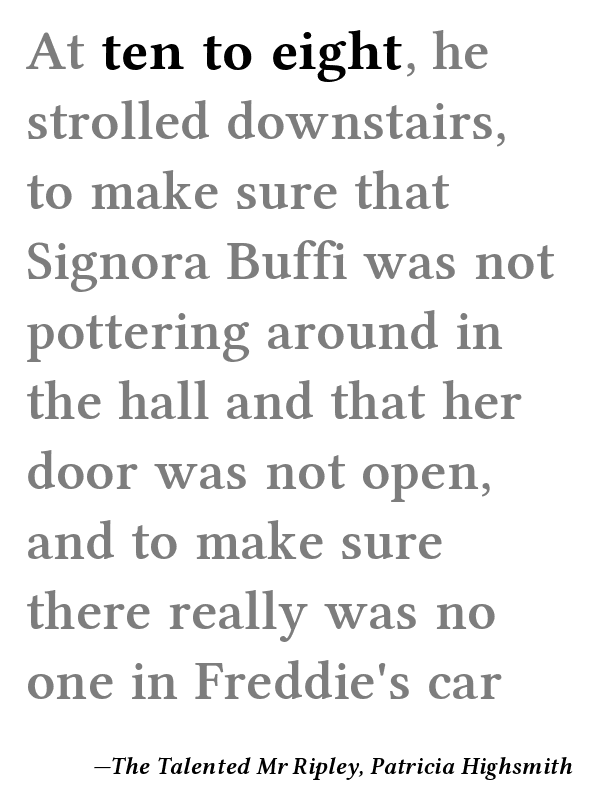 At ten to eight, he
strolled downstairs,
to make sure that
Signora Buffi was not
pottering around in
the hall and that her
door was not open,
and to make sure
there really was no
one in Freddie's car
—The Talented Mr Ripley, Patricia Highsmith